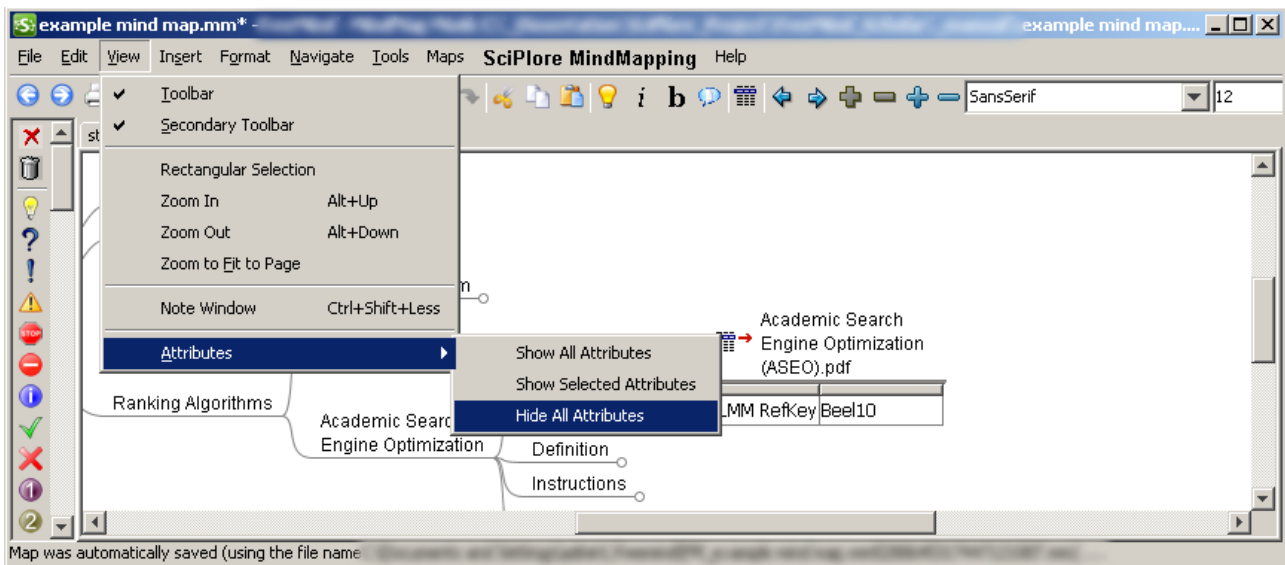 example mind map.mm* -
example mind map....
File Edit View Insert Format Navigate Tools Maps SciPlore MindMapping Help
SansSerif 12
Toolbar
Secondary Toolbar
st
Rectangular Selection
Zoom In Alt+Up
Zoom Out Alt+Down
Zoom to Fit to Page
Note Window Ctrl+Shift+Less
Attributes
Show All Attributes
Show Selected Attributes
Hide All Attributes
Academic Search
Engine Optimization
(ASEO).pdf
MM RefKey Beel10
Ranking Algorithms
Academic Searc
Engine Optimization
Definition
Instructions
STOP
Map was automatically saved (using the file name